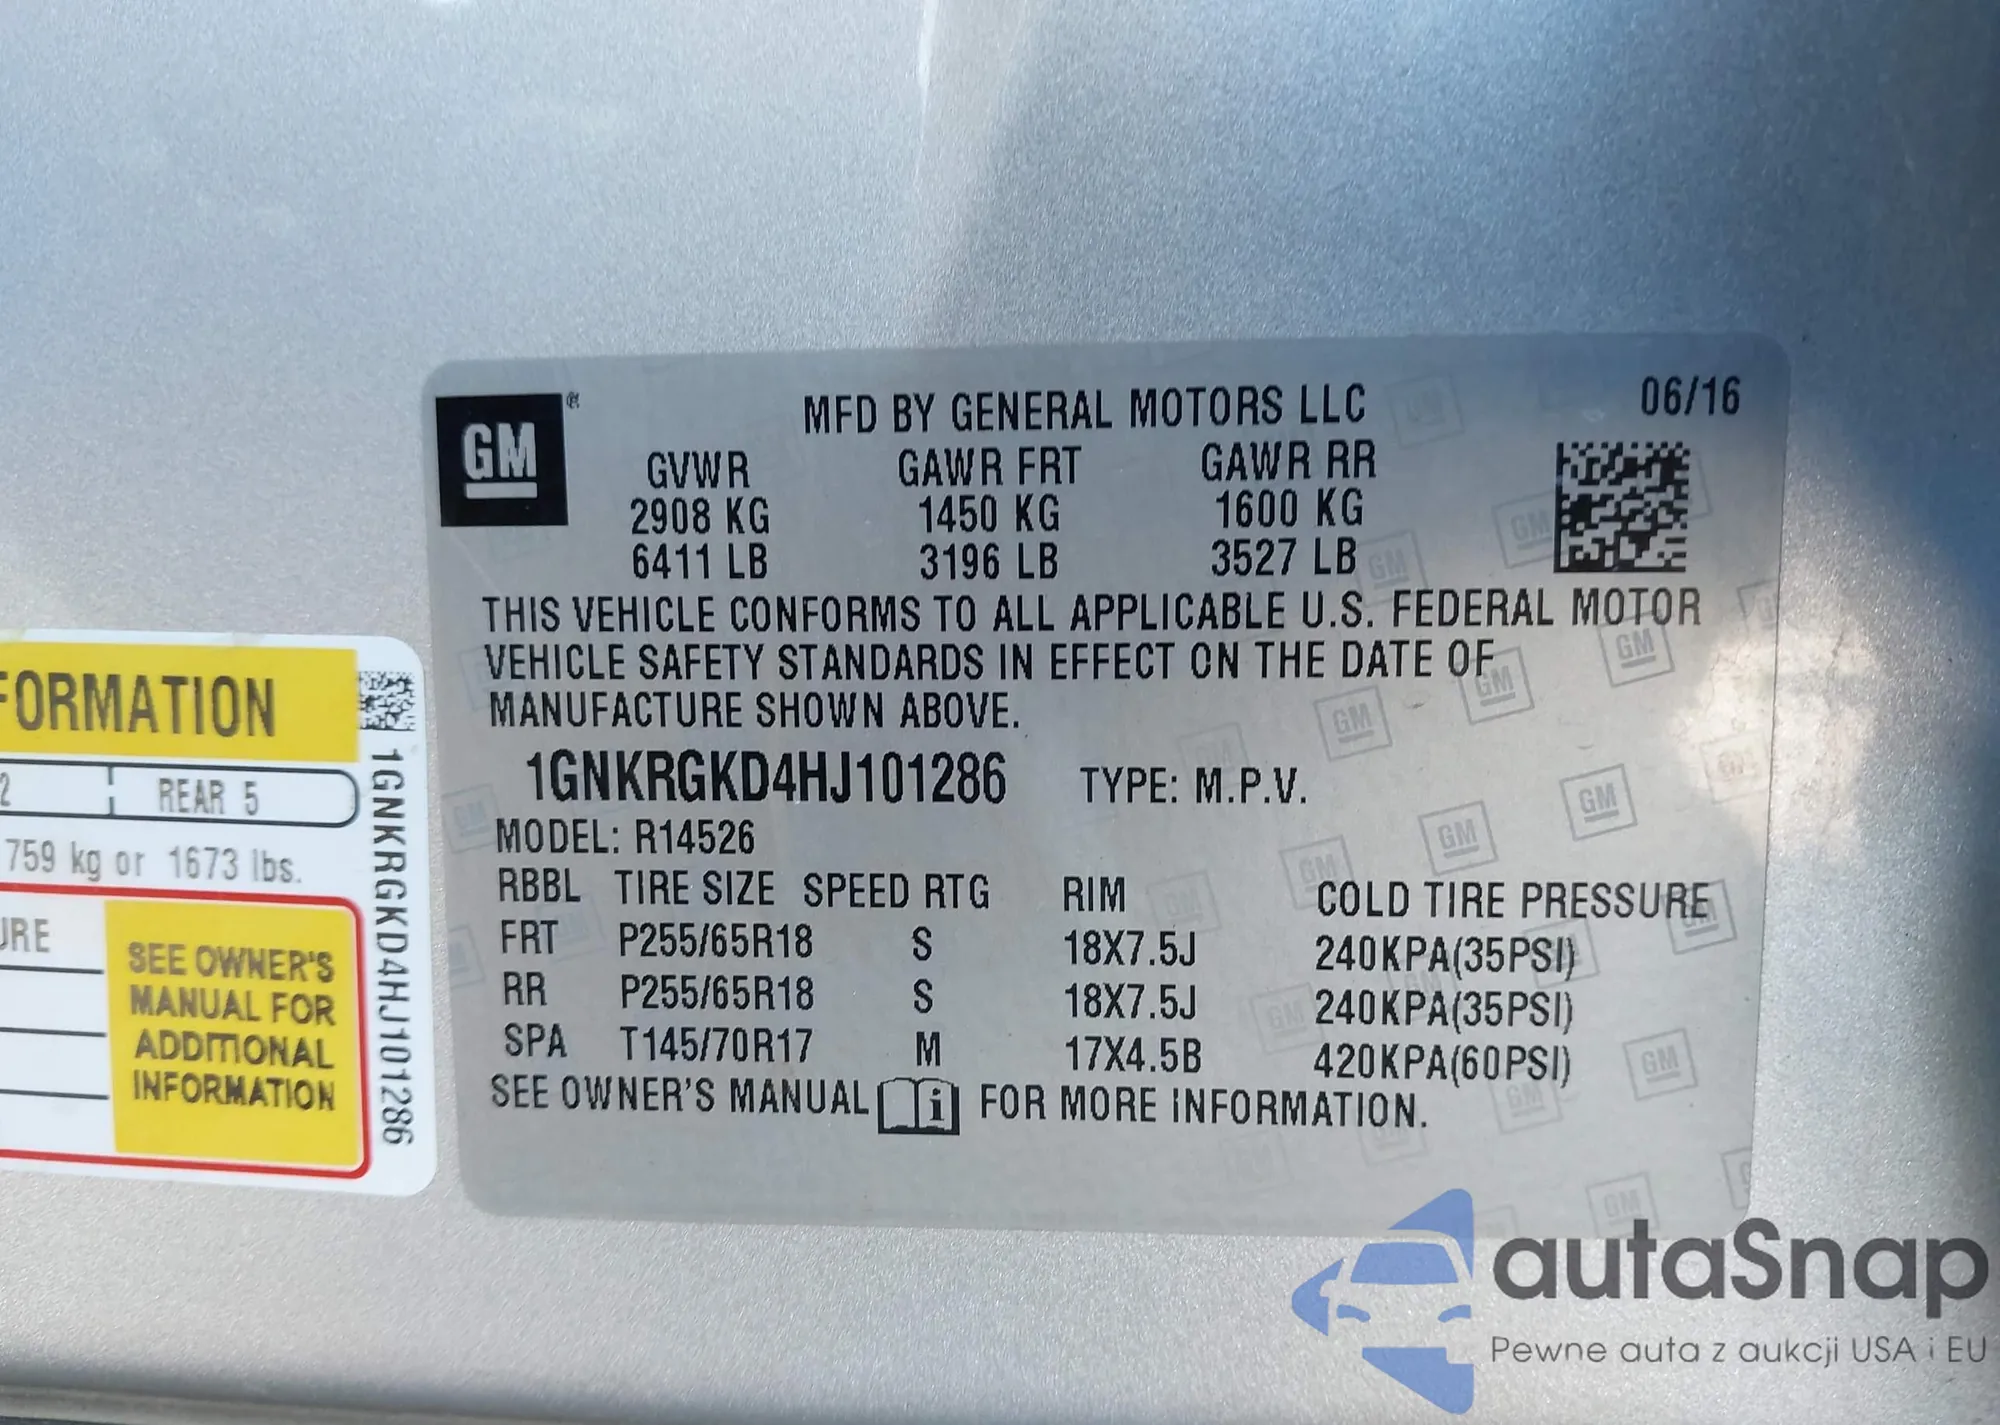 GM
MFD BY GENERAL MOTORS LLC
06/16
GVWR GAWR FRT GAWR RR
2908 KG 1450 KG 1600 KG
6411 LB 3196 LB 3527 LB
THIS VEHICLE CONFORMS TO ALL APPLICABLE U.S. FEDERAL MOTOR
VEHICLE SAFETY STANDARDS IN EFFECT ON THE DATE OF
MANUFACTURE SHOWN ABOVE.
1GNKRGKD4HJ101286 TYPE: M.P.V.
MODEL: R14526
RBBL TIRE SIZE SPEED RTG RIM COLD TIRE PRESSURE
FRT P255/65R18 S 18X7.5J 240KPA(35PSI)
RR P255/65R18 S 18X7.5J 240KPA(35PSI)
SPA T145/70R17 M 17X4.5B 420KPA(60PSI)
SEE OWNER'S MANUAL i FOR MORE INFORMATION.
FORMATION
2 REAR 5
759 kg or 1673 lbs.
URE
SEE OWNER'S
MANUAL FOR
ADDITIONAL
INFORMATION
1GNKRGKD4HJ101286
autaSnap
Pewne auta z aukcji USA i EU